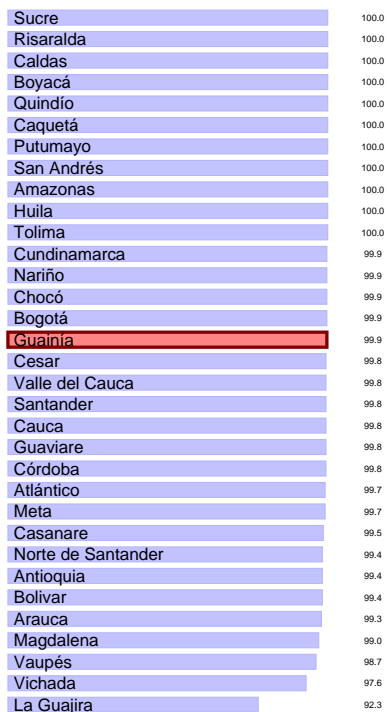 Sucre 100.0
Risaralda 100.0
Caldas 100.0
Boyacá 100.0
Quindío 100.0
Caquetá 100.0
Putumayo 100.0
San Andrés 100.0
Amazonas 100.0
Huila 100.0
Tolima 100.0
Cundinamarca 99.9
Nariño 99.9
Chocó 99.9
Bogotá 99.9
Guainía 99.9
Cesar 99.8
Valle del Cauca 99.8
Santander 99.8
Cauca 99.8
Guaviare 99.8
Córdoba 99.8
Atlántico 99.7
Meta 99.7
Casanare 99.5
Norte de Santander 99.4
Antioquia 99.4
Bolivar 99.4
Arauca 99.3
Magdalena 99.0
Vaupés 98.7
Vichada 97.6
La Guajira 92.3